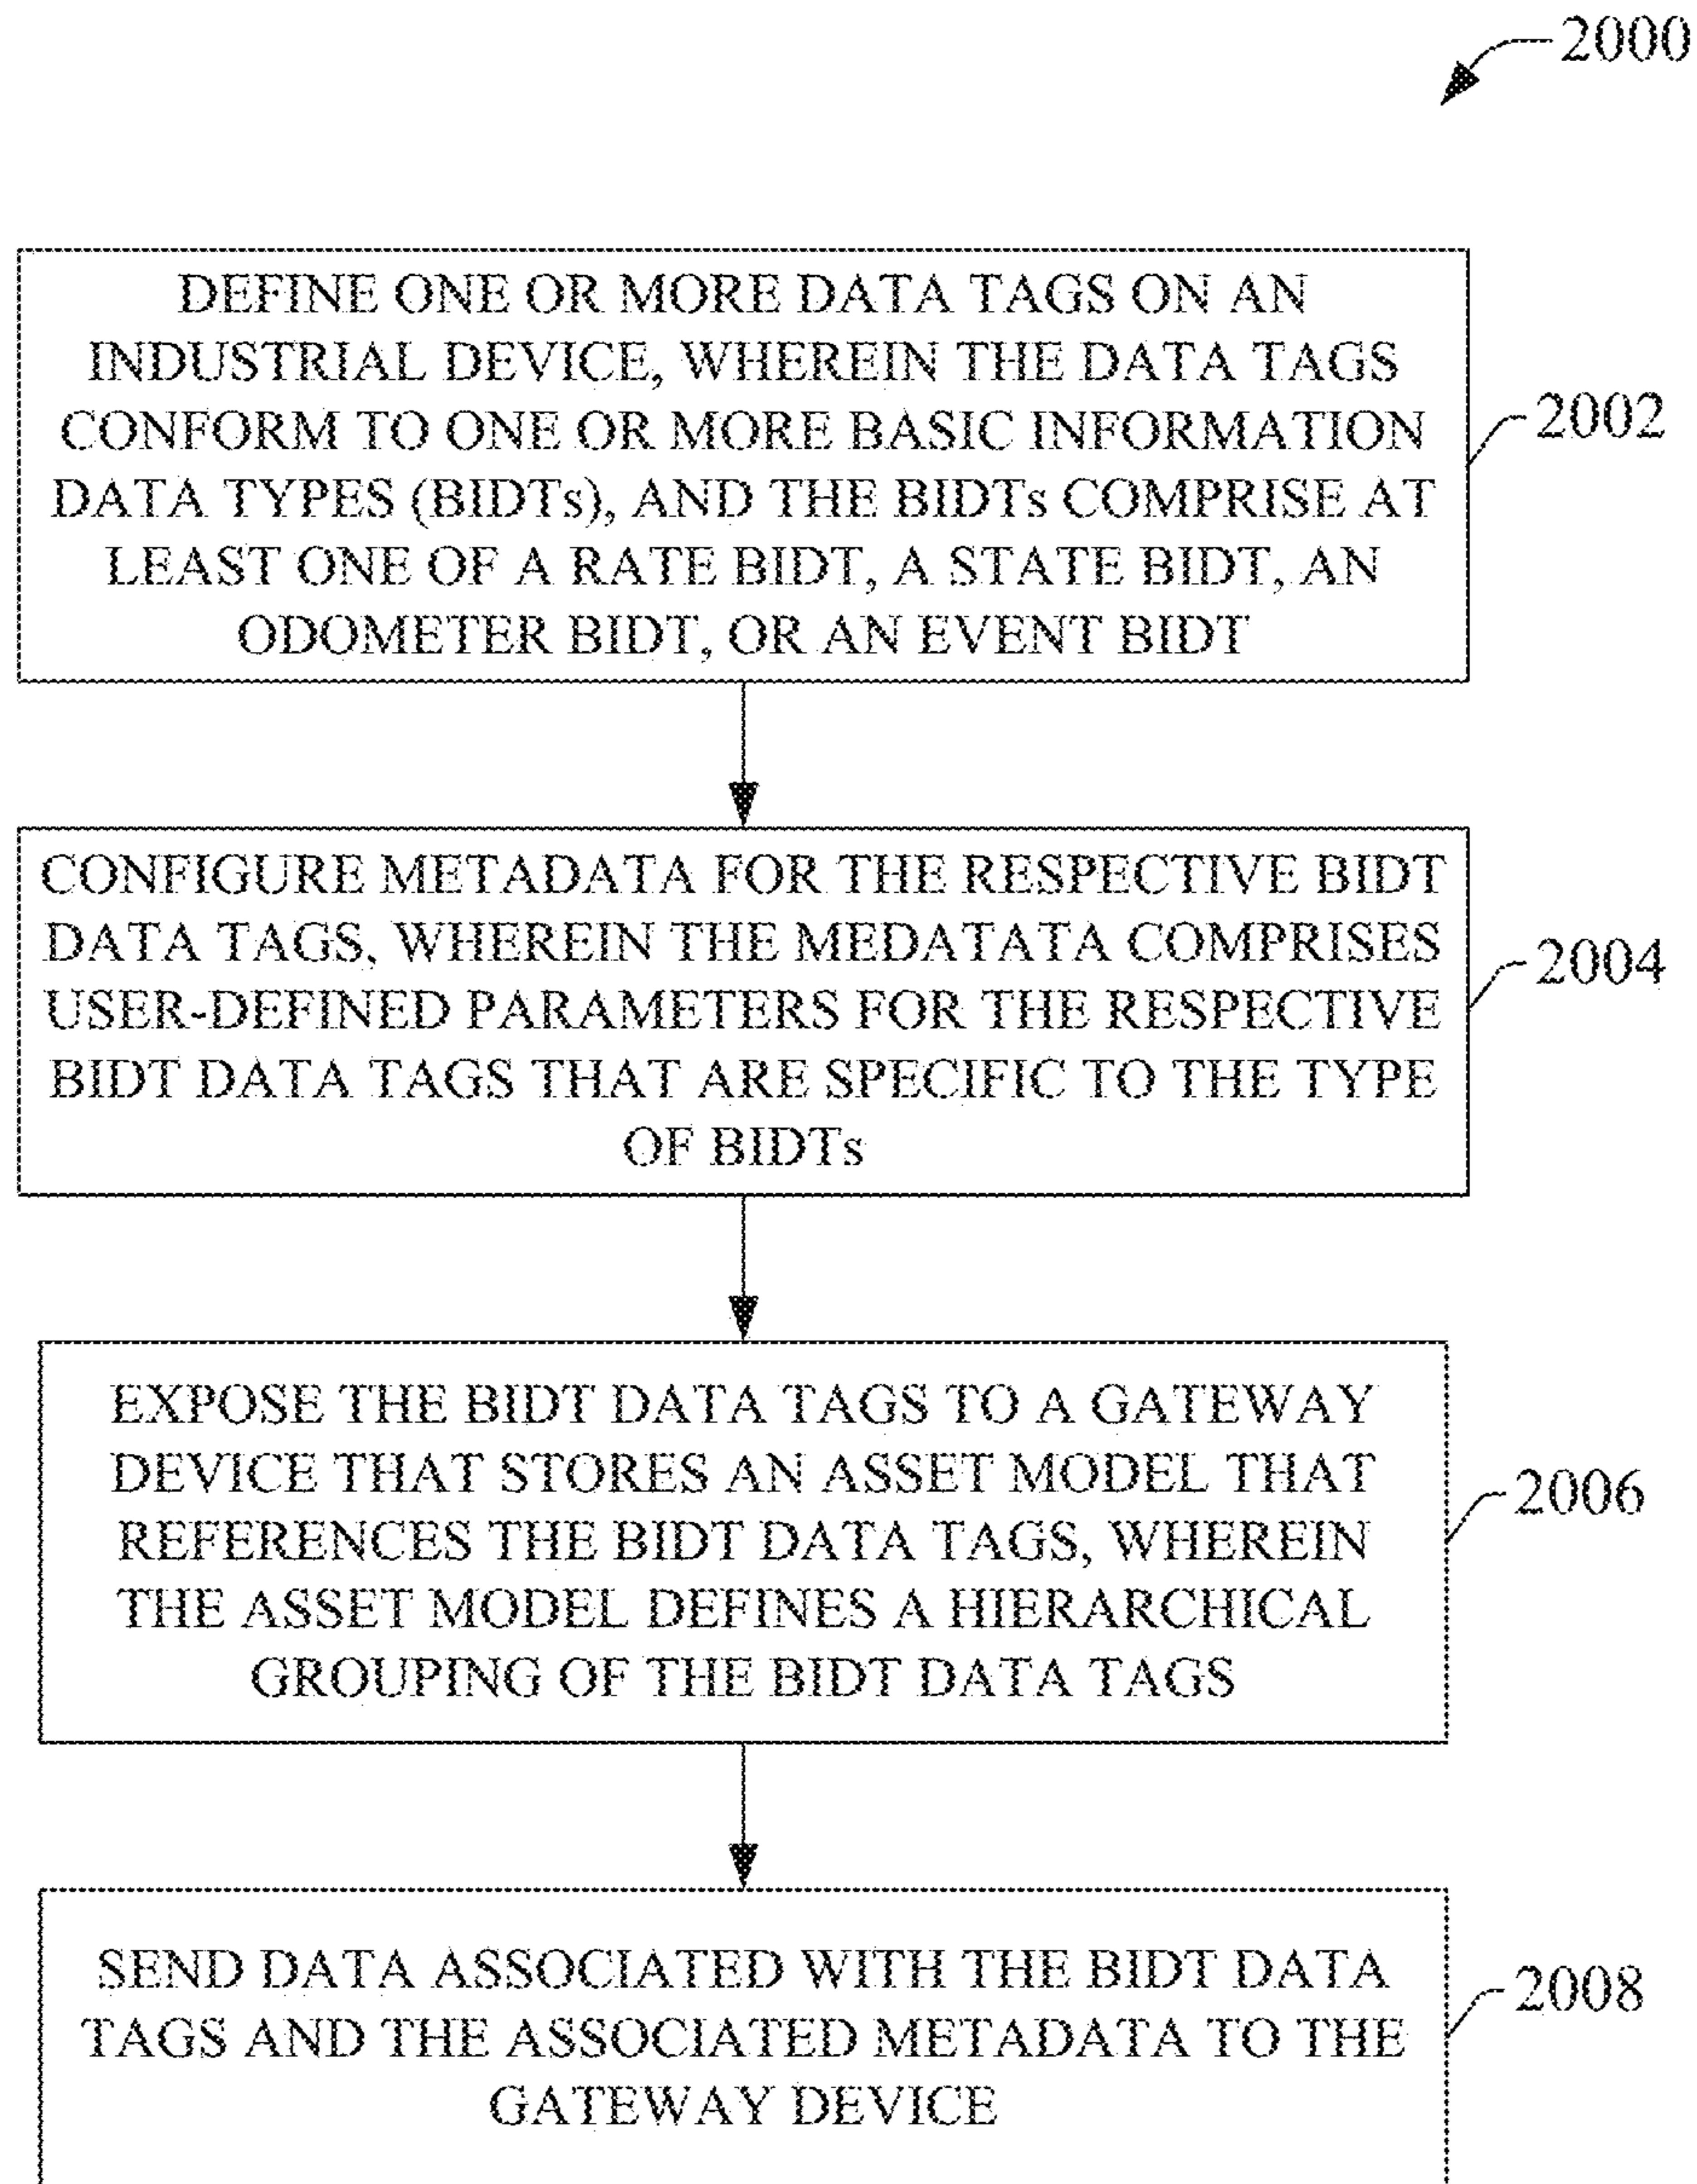 2000
DEFINE ONE OR MORE DATA TAGS ON AN
INDUSTRIAL DEVICE, WHEREIN THE DATA TAGS
CONFORM TO ONE OR MORE BASIC INFORMATION
DATA TYPES (BIDTs), AND THE BIDTs COMPRISE AT
LEAST ONE OF A RATE BIDT, A STATE BIDT, AN
ODOMETER BIDT, OR AN EVENT BIDT
2002
CONFIGURE METADATA FOR THE RESPECTIVE BIDT
DATA TAGS, WHEREIN THE MEDATATA COMPRISES
USER-DEFINED PARAMETERS FOR THE RESPECTIVE
BIDT DATA TAGS THAT ARE SPECIFIC TO THE TYPE
OF BIDTs
2004
EXPOSE THE BIDT DATA TAGS TO A GATEWAY
DEVICE THAT STORES AN ASSET MODEL THAT
REFERENCES THE BIDT DATA TAGS, WHEREIN
THE ASSET MODEL DEFINES A HIERARCHICAL
GROUPING OF THE BIDT DATA TAGS
2006
SEND DATA ASSOCIATED WITH THE BIDT DATA
TAGS AND THE ASSOCIATED METADATA TO THE
GATEWAY DEVICE
2008